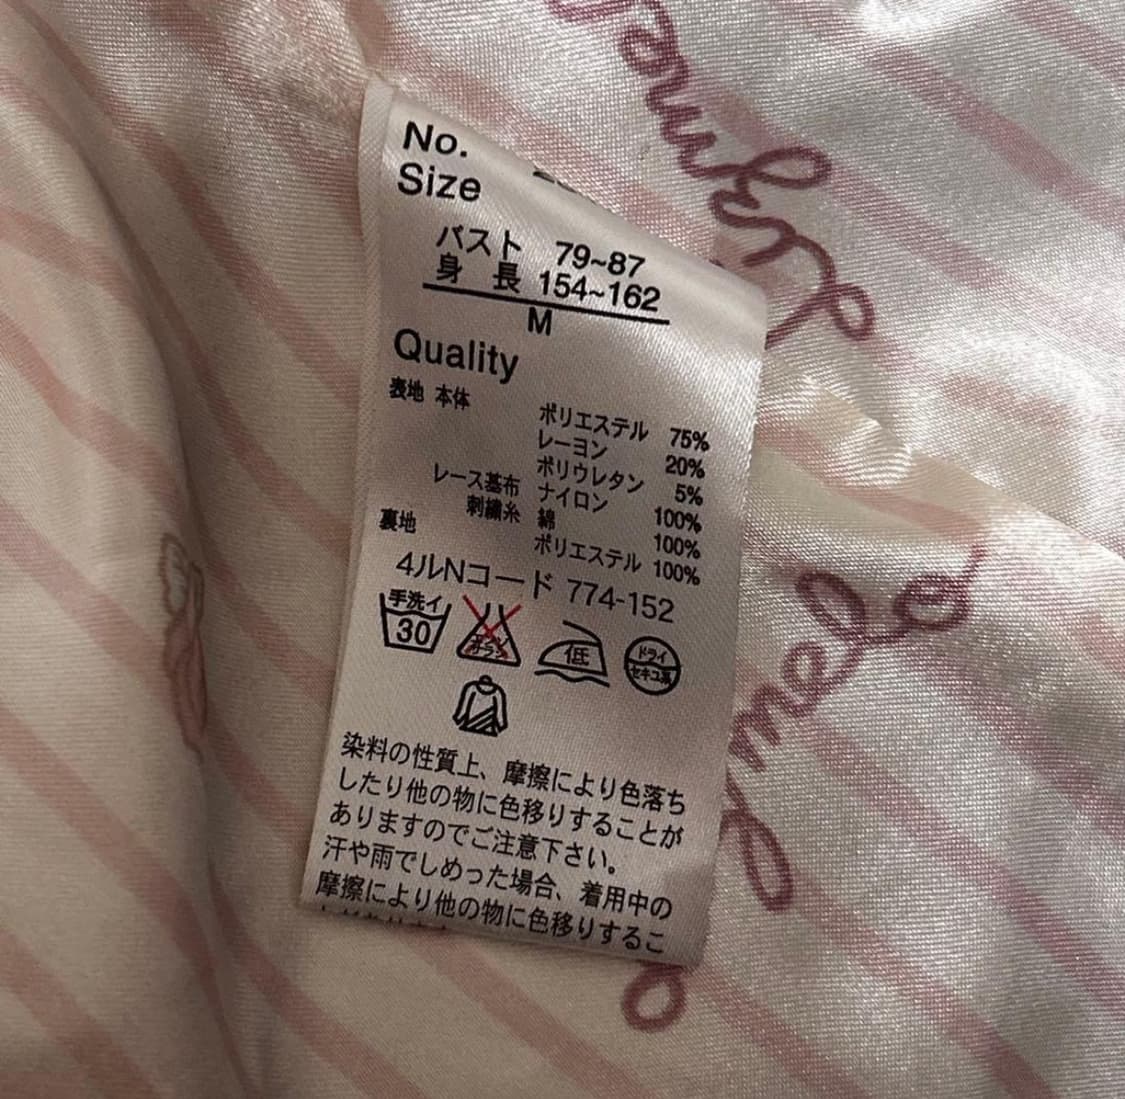 No.
Size
バスト 79~87
身 長 154~162
M
Quality
表地 本体 ポリエステル 75%
レーヨン 20%
ポリウレタン 5%
レース基布 ナイロン 100%
刺繍糸 綿 100%
裏地 ポリエステル 100%
4ルNコード 774-152
手洗イ
30
低
ドライ
セキユ系
染料の性質上、摩擦により色落ち
したり他の物に色移りすることが
ありますのでご注意下さい。
汗や雨でしめった場合、着用中の
摩擦により他の物に色移りするこ